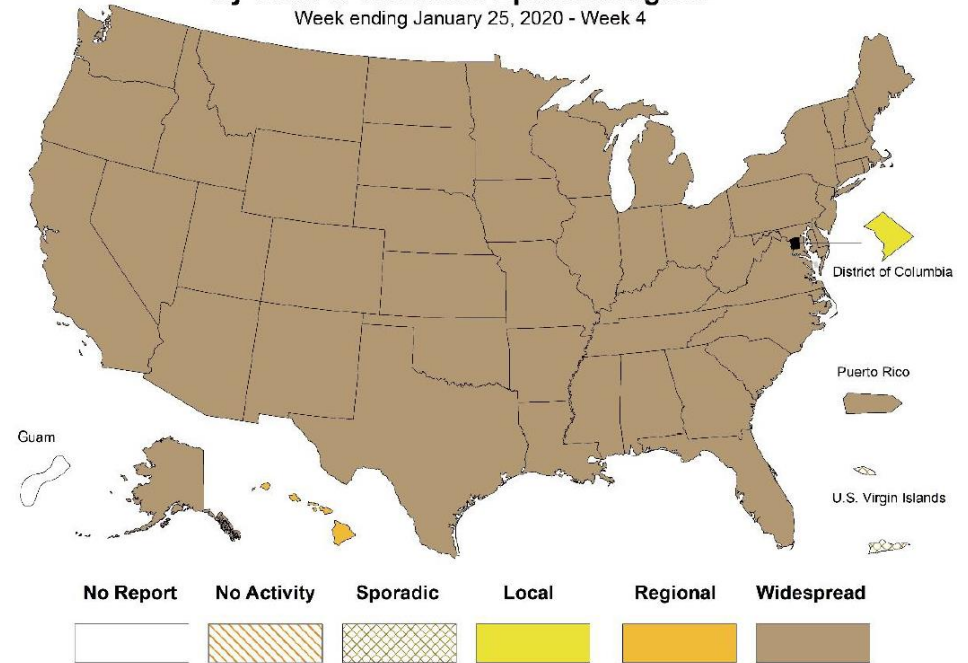 Week ending January 25, 2020 - Week 4
District of Columbia
Puerto Rico
Guam
U.S. Virgin Islands
No Report No Activity Sporadic Local Regional Widespread